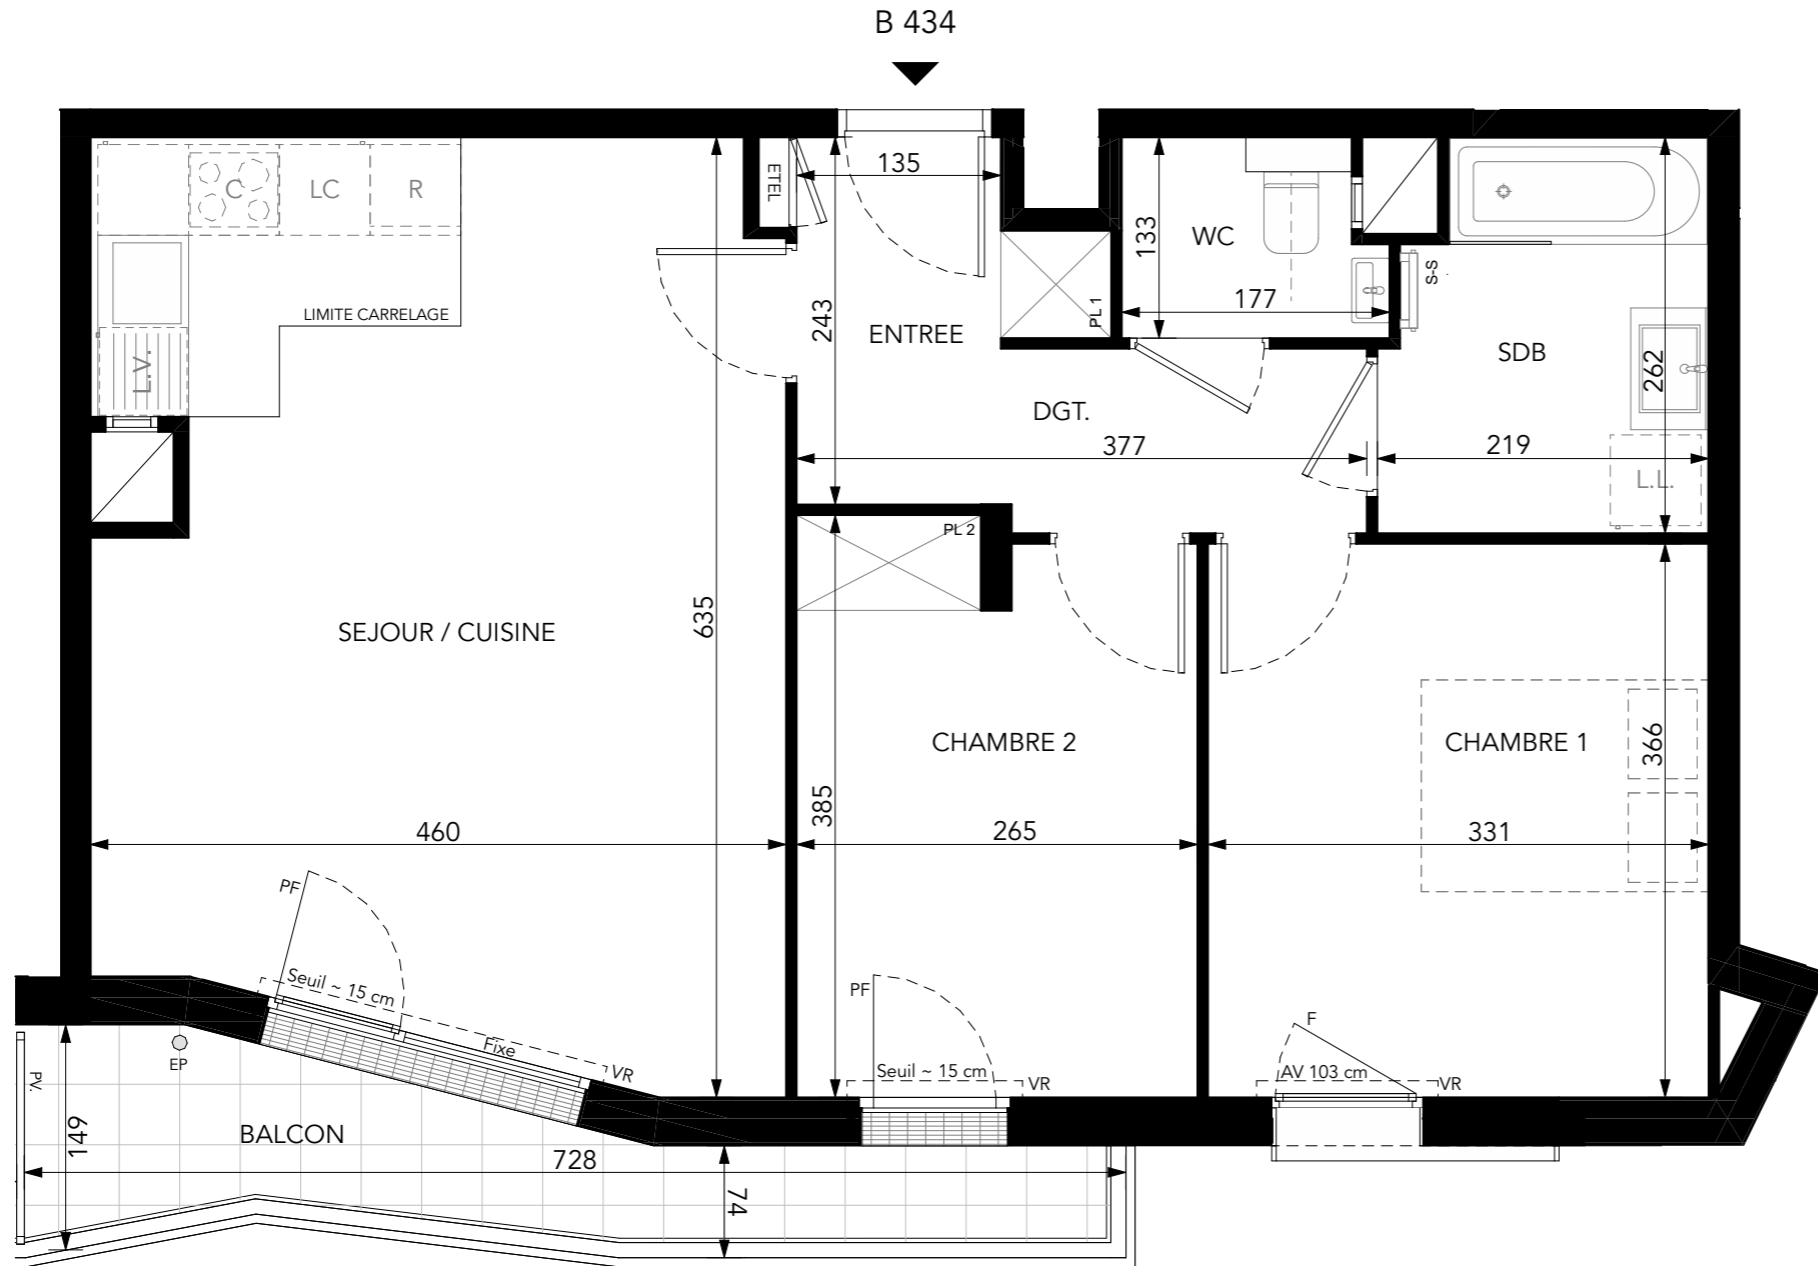 B 434
ETEL
135
C
LC
R
133
WC
177
S-S
PL 1
LIMITE CARRELAGE
243
ENTREE
SDB
262
L.V.
DGT.
377
219
L.L.
PL 2
SEJOUR / CUISINE
635
CHAMBRE 2
CHAMBRE 1
366
385
460
265
331
PF
Seuil ~ 15 cm
Fixe
VR
PF
Seuil ~ 15 cm
VR
F
AV 103 cm
VR
EP
PV.
149
BALCON
728
74